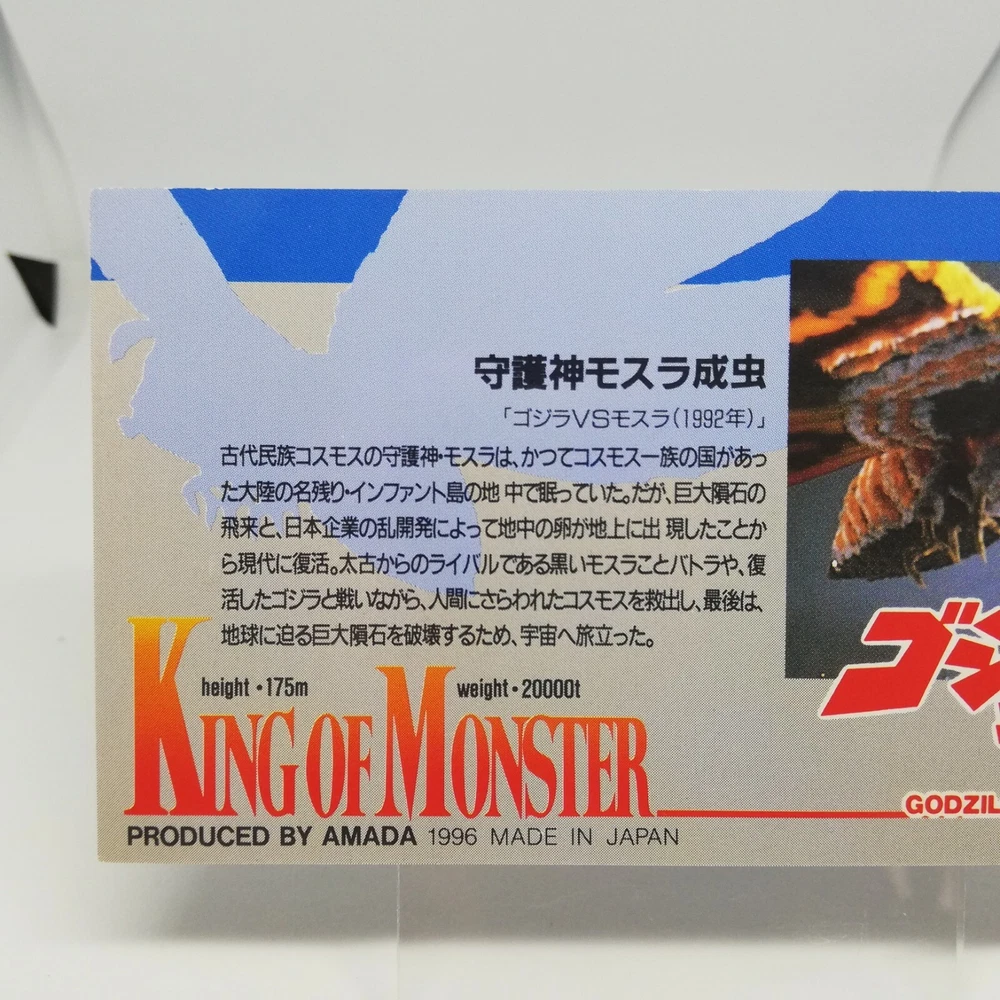 守護神モスラ成虫
「ゴジラVSモスラ(1992年)」
古代民族コスモスの守護神・モスラは、かつてコスモス一族の国があっ
た大陸の名残り・インファント島の地中で眠っていた。だが、巨大隕石の
飛来と、日本企業の乱開発によって地中の卵が地上に出現したことか
ら現代に復活。太古からのライバルである黒いモスラことバトラや、復
活したゴジラと戦いながら、人間にさらわれたコスモスを救出し、最後は、
地球に迫る巨大隕石を破壊するため、宇宙へ旅立った。
height・175m weight・20000t
KING OF MONSTER
PRODUCED BY AMADA 1996 MADE IN JAPAN